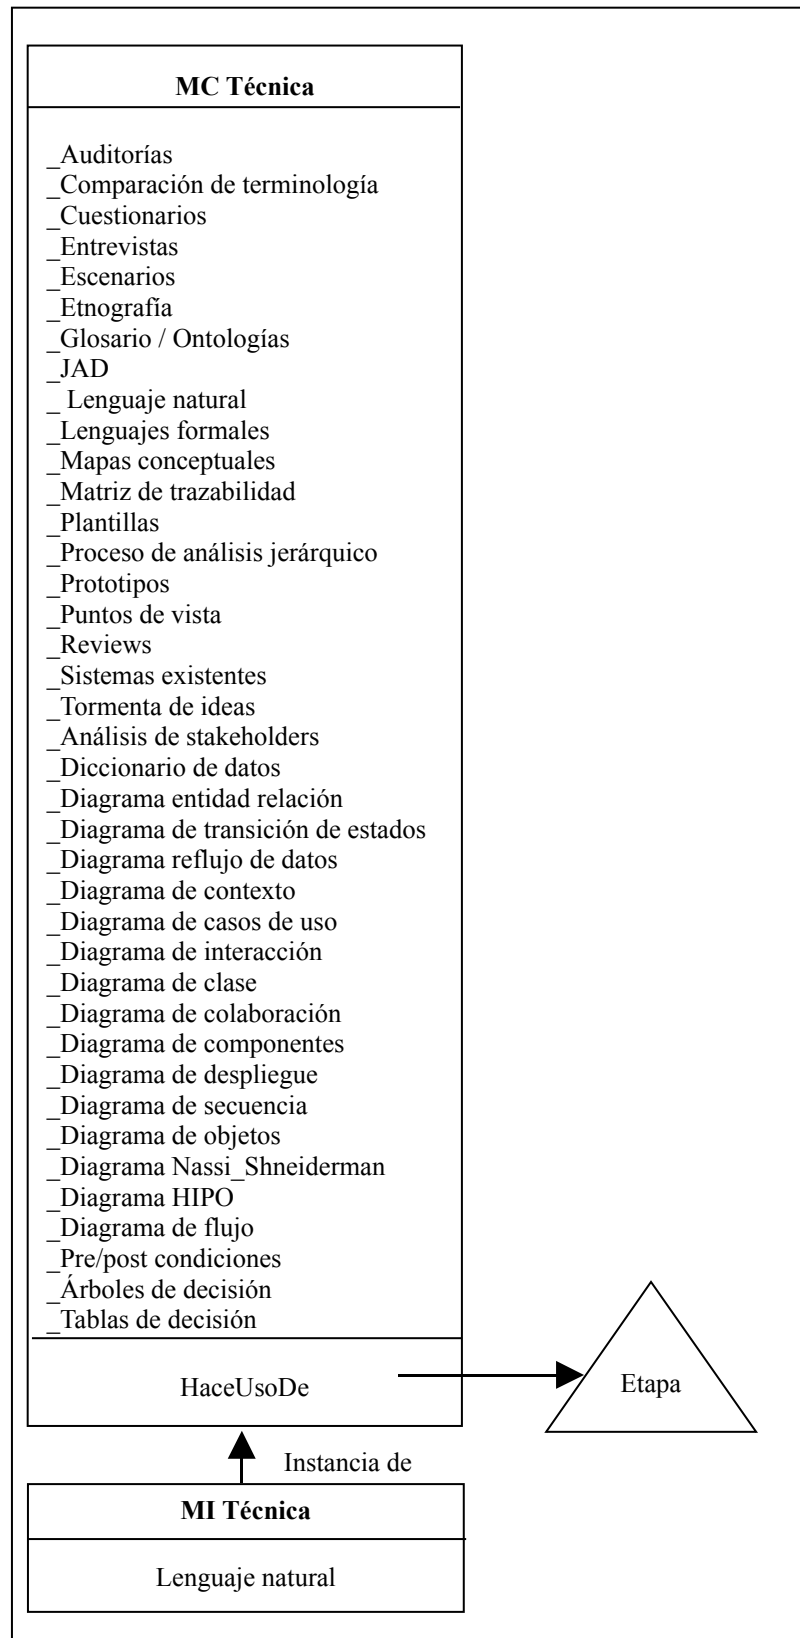 MC Técnica
_Auditorías
_Comparación de terminología
_Cuestionarios
_Entrevistas
_Escenarios
_Etnografía
_Glosario / Ontologías
_JAD
_ Lenguaje natural
_Lenguajes formales
_Mapas conceptuales
_Matriz de trazabilidad
_Plantillas
_Proceso de análisis jerárquico
_Prototipos
_Puntos de vista
_Reviews
_Sistemas existentes
_Tormenta de ideas
_Análisis de stakeholders
_Diccionario de datos
_Diagrama entidad relación
_Diagrama de transición de estados
_Diagrama reflujo de datos
_Diagrama de contexto
_Diagrama de casos de uso
_Diagrama de interacción
_Diagrama de clase
_Diagrama de colaboración
_Diagrama de componentes
_Diagrama de despliegue
_Diagrama de secuencia
_Diagrama de objetos
_Diagrama Nassi_Shneiderman
_Diagrama HIPO
_Diagrama de flujo
_Pre/post condiciones
_Árboles de decisión
_Tablas de decisión
HaceUsoDe
Etapa
Instancia de
MI Técnica
Lenguaje natural